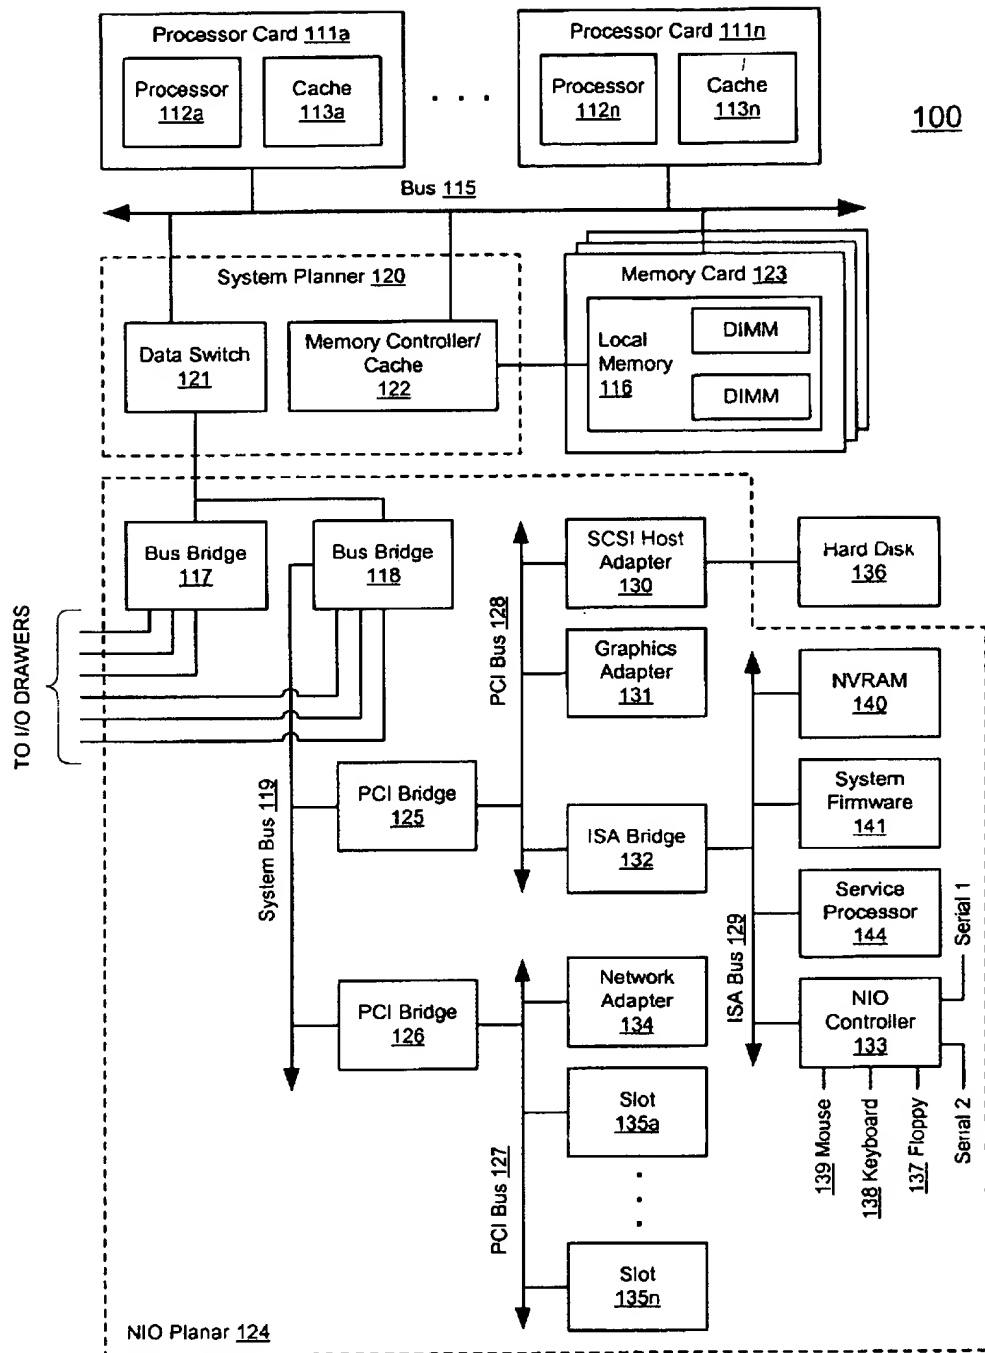 Processor Card 111a
Processor
112a
Cache
113a
Processor Card 111n
Processor
112n
Cache
113n
100
Bus 115
System Planner 120
Data Switch
121
Memory Controller/
Cache
122
Memory Card 123
Local
Memory
116
DIMM
DIMM
Bus Bridge
117
Bus Bridge
118
TO I/O DRAWERS
PCI Bus 128
SCSI Host
Adapter
130
Hard Disk
136
Graphics
Adapter
131
NVRAM
140
System Bus 119
PCI Bridge
125
ISA Bridge
132
System
Firmware
141
ISA Bus 129
Service
Processor
144
Serial 1
PCI Bridge
126
Network
Adapter
134
NIO
Controller
133
139 Mouse
138 Keyboard
137 Floppy
Serial 2
PCI Bus 127
Slot
135a
Slot
135n
NIO Planar 124